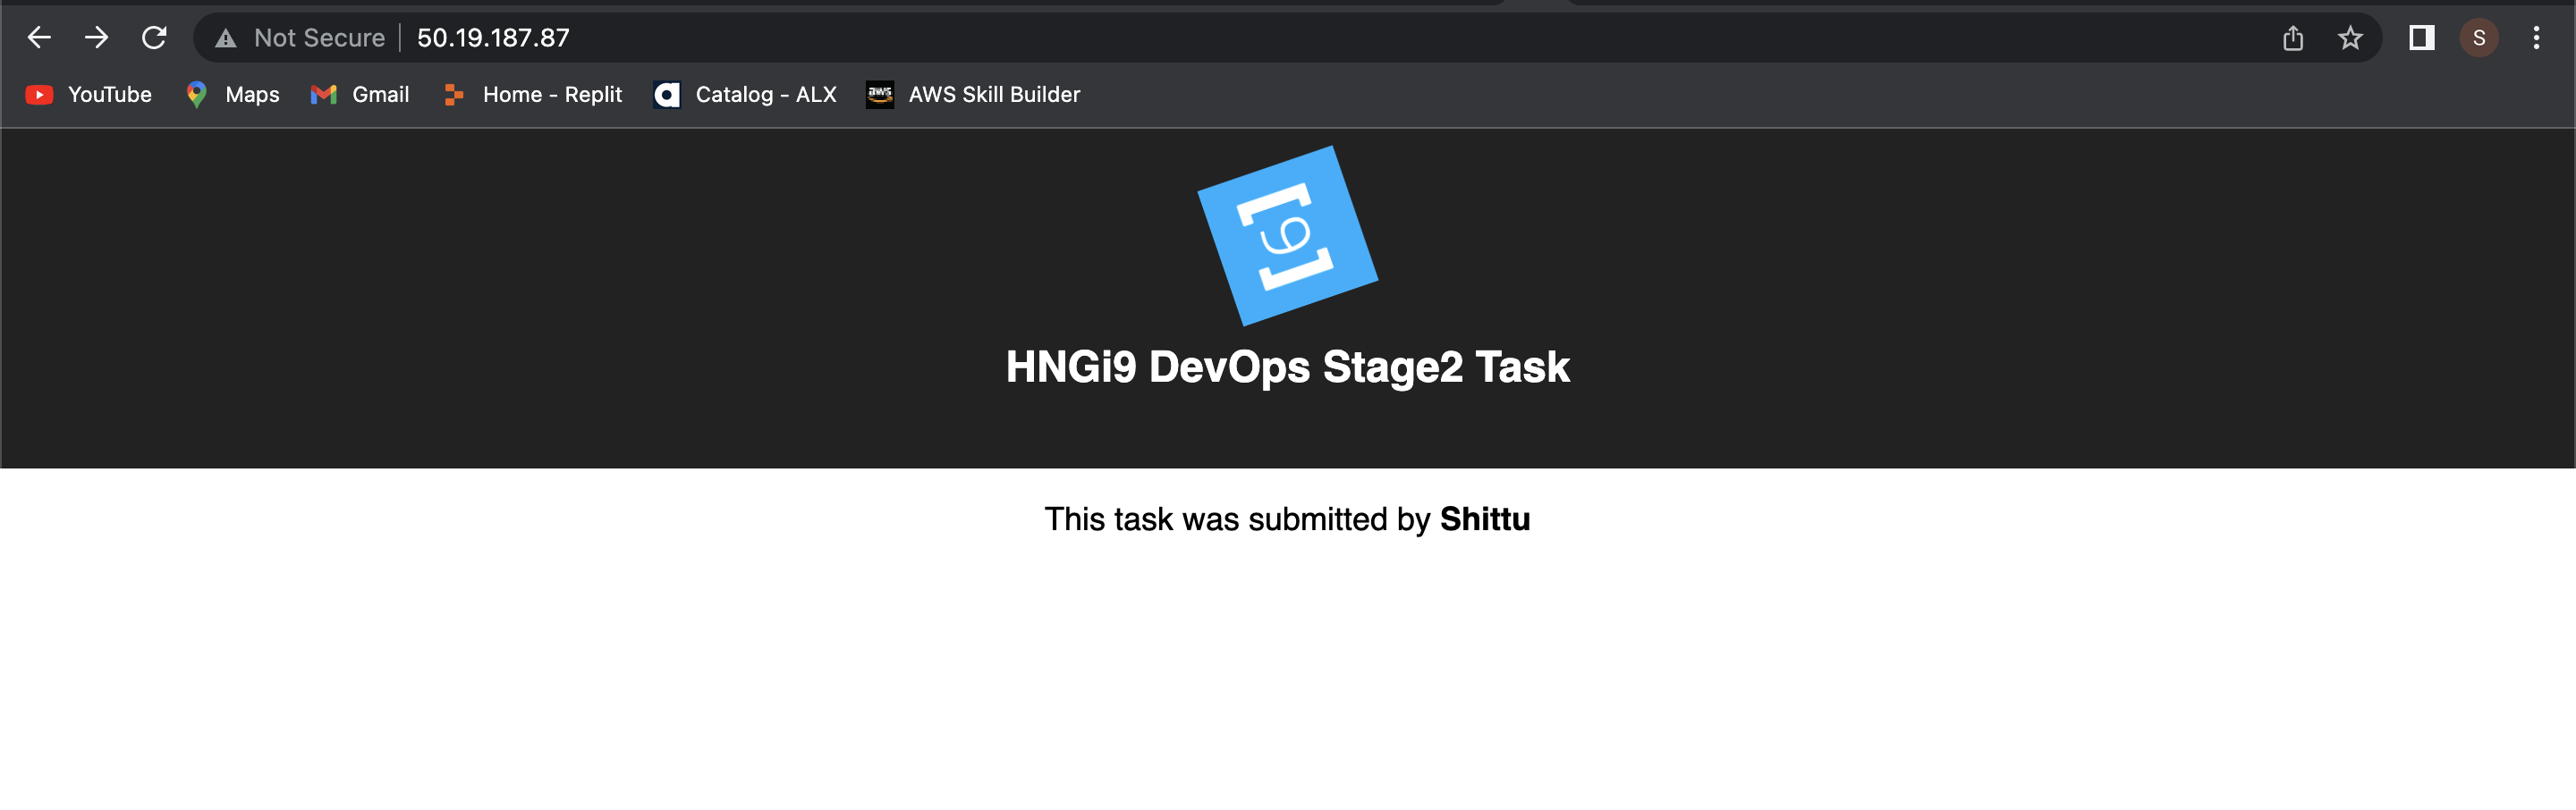 Not Secure 50.19.187.87 S
YouTube Maps Gmail Home - Replit Catalog - ALX aws AWS Skill Builder
[9]
HNGi9 DevOps Stage2 Task
This task was submitted by Shittu